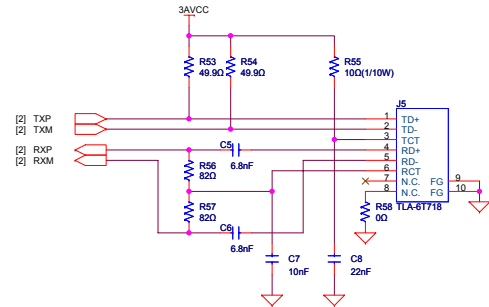 3AVCC
R53
49.9Ω
R54
49.9Ω
R55
10Ω(1/10W)
J5
[2] TXP
[2] TXM
[2] RXP
[2] RXM
1 TD+
2 TD-
3 TCT
4 RD+
5 RD-
6 RCT
7 N.C. FG 9
8 N.C. FG 10
TLA-6T718
C5
6.8nF
R56
82Ω
R57
82Ω
C6
6.8nF
R58
0Ω
C7
10nF
C8
22nF